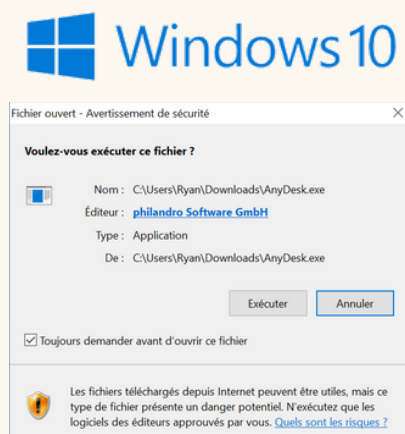 Windows 10
Fichier ouvert - Avertissement de sécurité
Voulez-vous exécuter ce fichier ?
Nom : C:\Users\Ryan\Downloads\AnyDesk.exe
Éditeur : philandro Software GmbH
Type : Application
De : C:\Users\Ryan\Downloads\AnyDesk.exe
Exécuter Annuler
Toujours demander avant d'ouvrir ce fichier
Les fichiers téléchargés depuis Internet peuvent être utiles, mais ce
type de fichier présente un danger potentiel. N'exécutez que les
logiciels des éditeurs approuvés par vous. Quels sont les risques ?